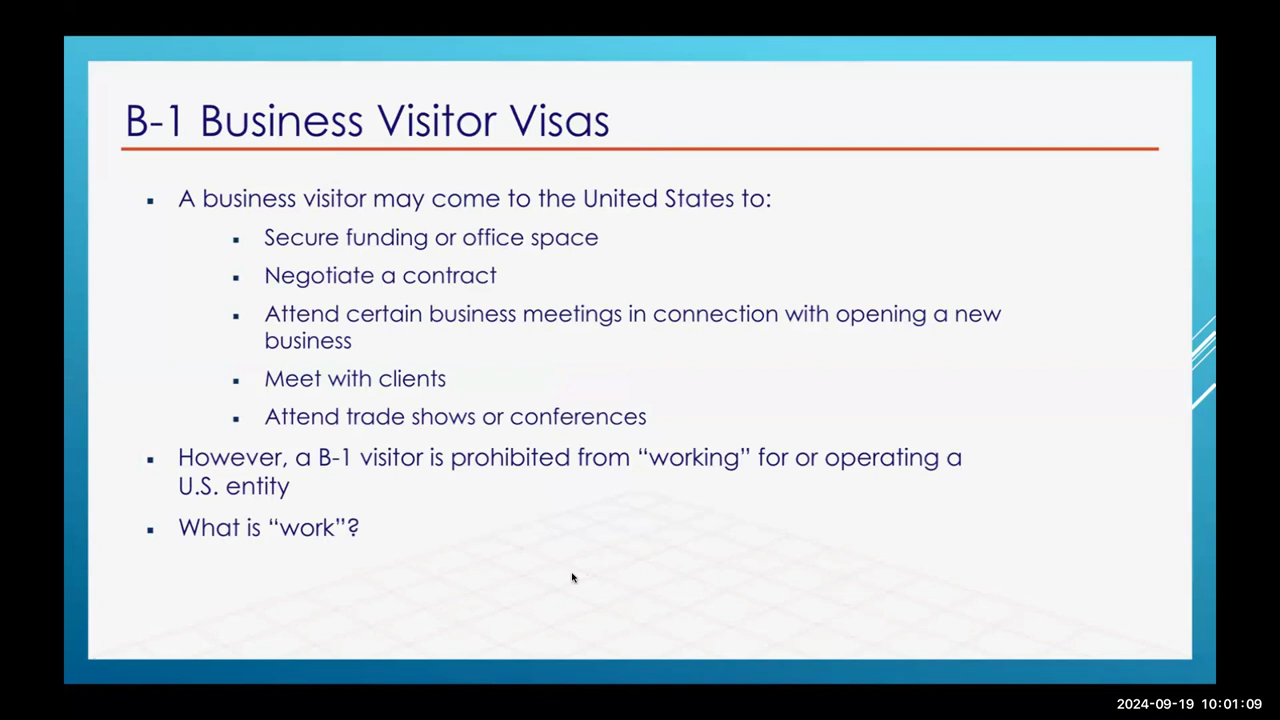 B-1 Business Visitor Visas
▪ A business visitor may come to the United States to:
▪ Secure funding or office space
▪ Negotiate a contract
▪ Attend certain business meetings in connection with opening a new
business
▪ Meet with clients
▪ Attend trade shows or conferences
▪ However, a B-1 visitor is prohibited from “working” for or operating a
U.S. entity
▪ What is “work”?
2024-09-19 10:01:09